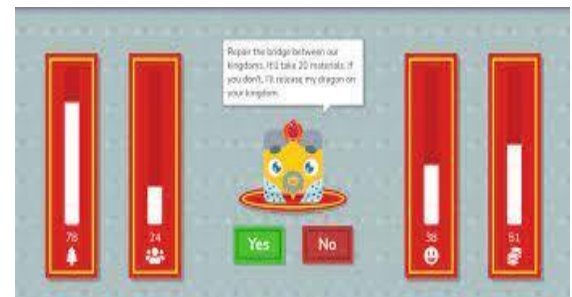 Repair the bridge between our
kingdoms. It'll take 20 materials. If
you don't, I'll release my dragon on
your kingdom.
78
24
Yes
No
38
51